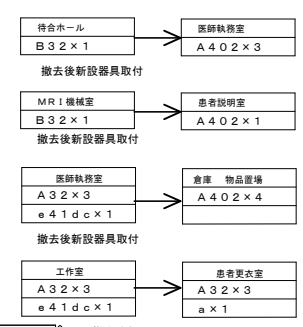 待合ホール
B32×1
医師執務室
A402×3
撤去後新設器具取付
MRI機械室
B32×1
患者説明室
A402×1
撤去後新設器具取付
医師執務室
A32×3
e41dc×1
倉庫　物品置場
A402×4
撤去後新設器具取付
工作室
A32×3
e41dc×1
患者更衣室
A32×3
a×1